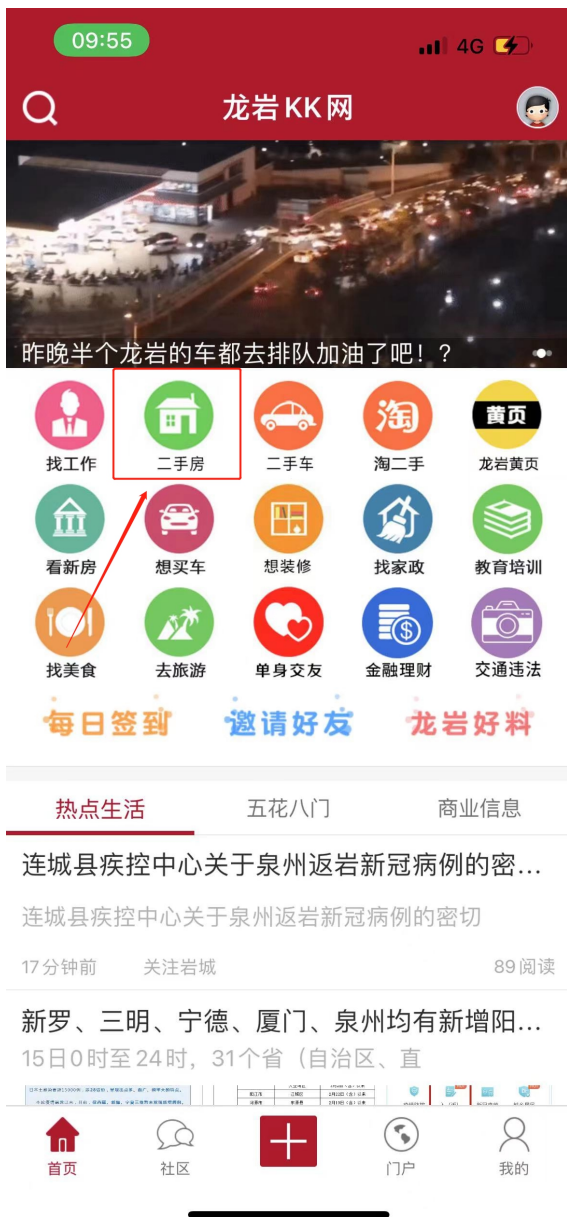 09:55
4G
龙岩KK网
昨晚半个龙岩的车都去排队加油了吧！?
找工作
二手房
二手车
淘
淘二手
黄页
龙岩黄页
看新房
想买车
想装修
找家政
教育培训
找美食
去旅游
单身交友
金融理财
交通违法
每日签到
邀请好友
龙岩好料
热点生活
五花八门
商业信息
连城县疾控中心关于泉州返岩新冠病例的密...
连城县疾控中心关于泉州返岩新冠病例的密切
17分钟前
关注岩城
89阅读
新罗、三明、宁德、厦门、泉州均有新增阳...
15日0时至24时，31个省（自治区、直
首页
社区
门户
我的